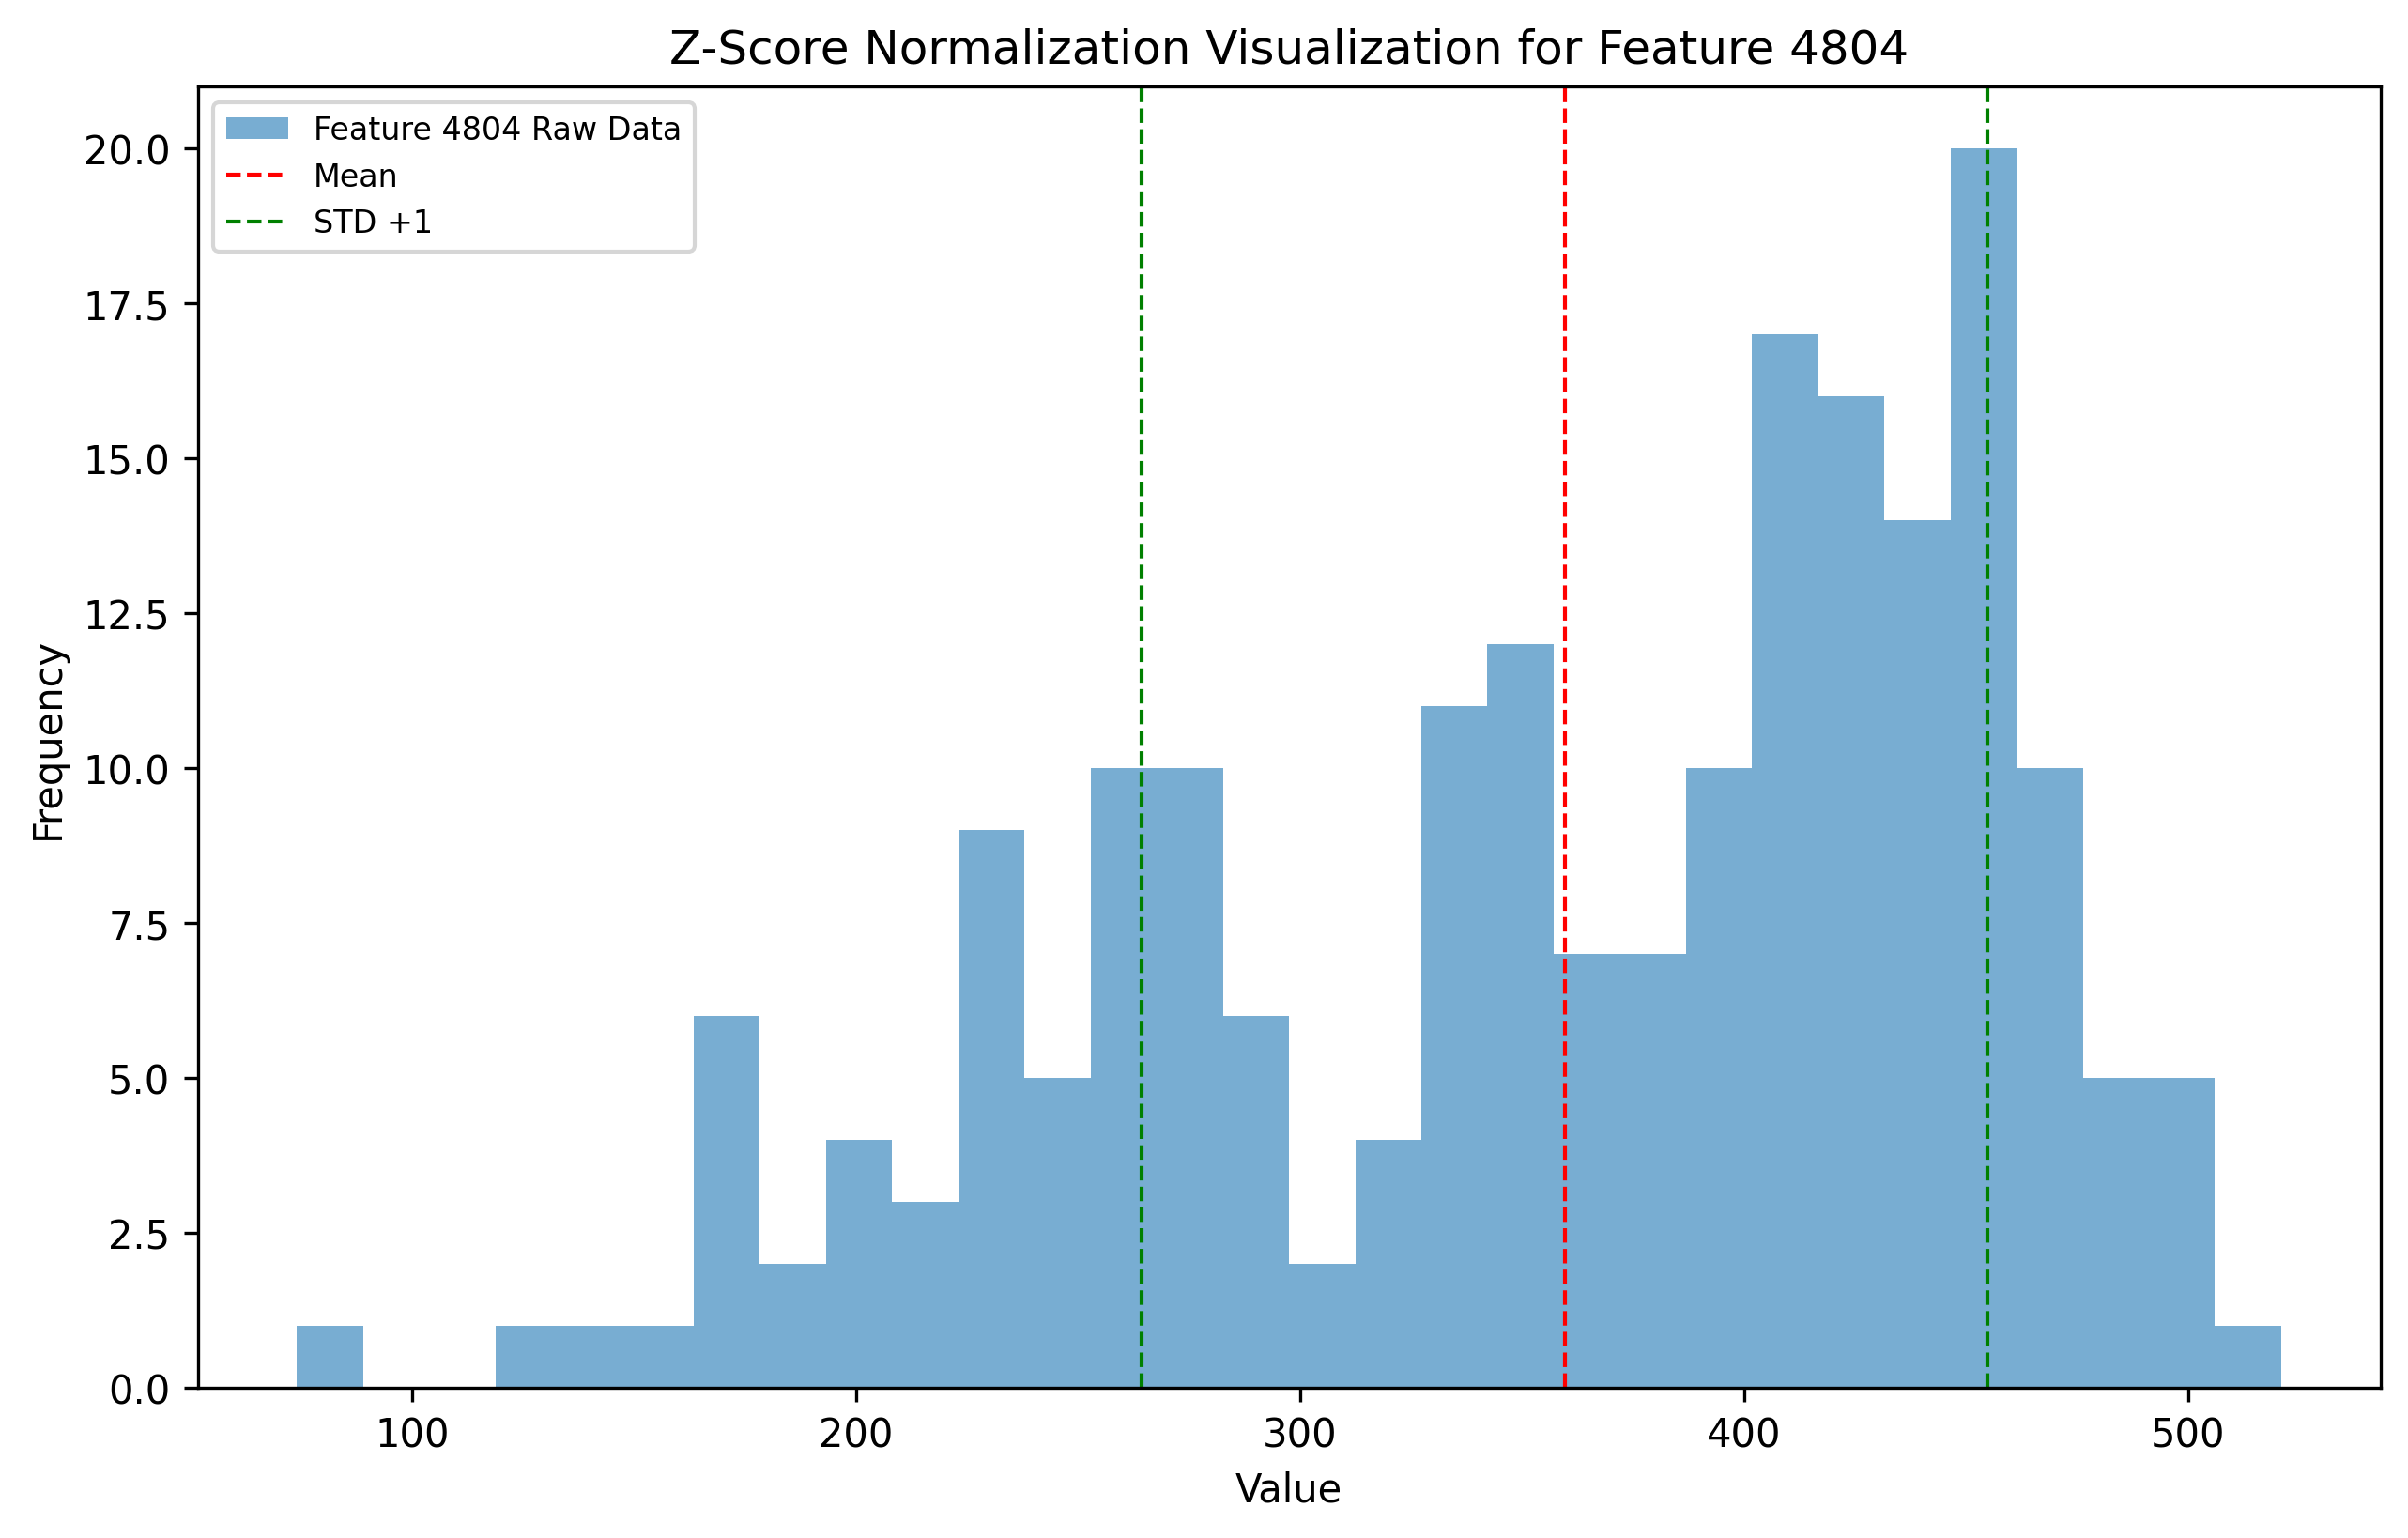 Z-Score Normalization Visualization for Feature 4804
Feature 4804 Raw Data
Mean
STD +1
20.0
17.5
15.0
12.5
10.0
7.5
5.0
2.5
0.0
Frequency
100 200 300 400 500
Value